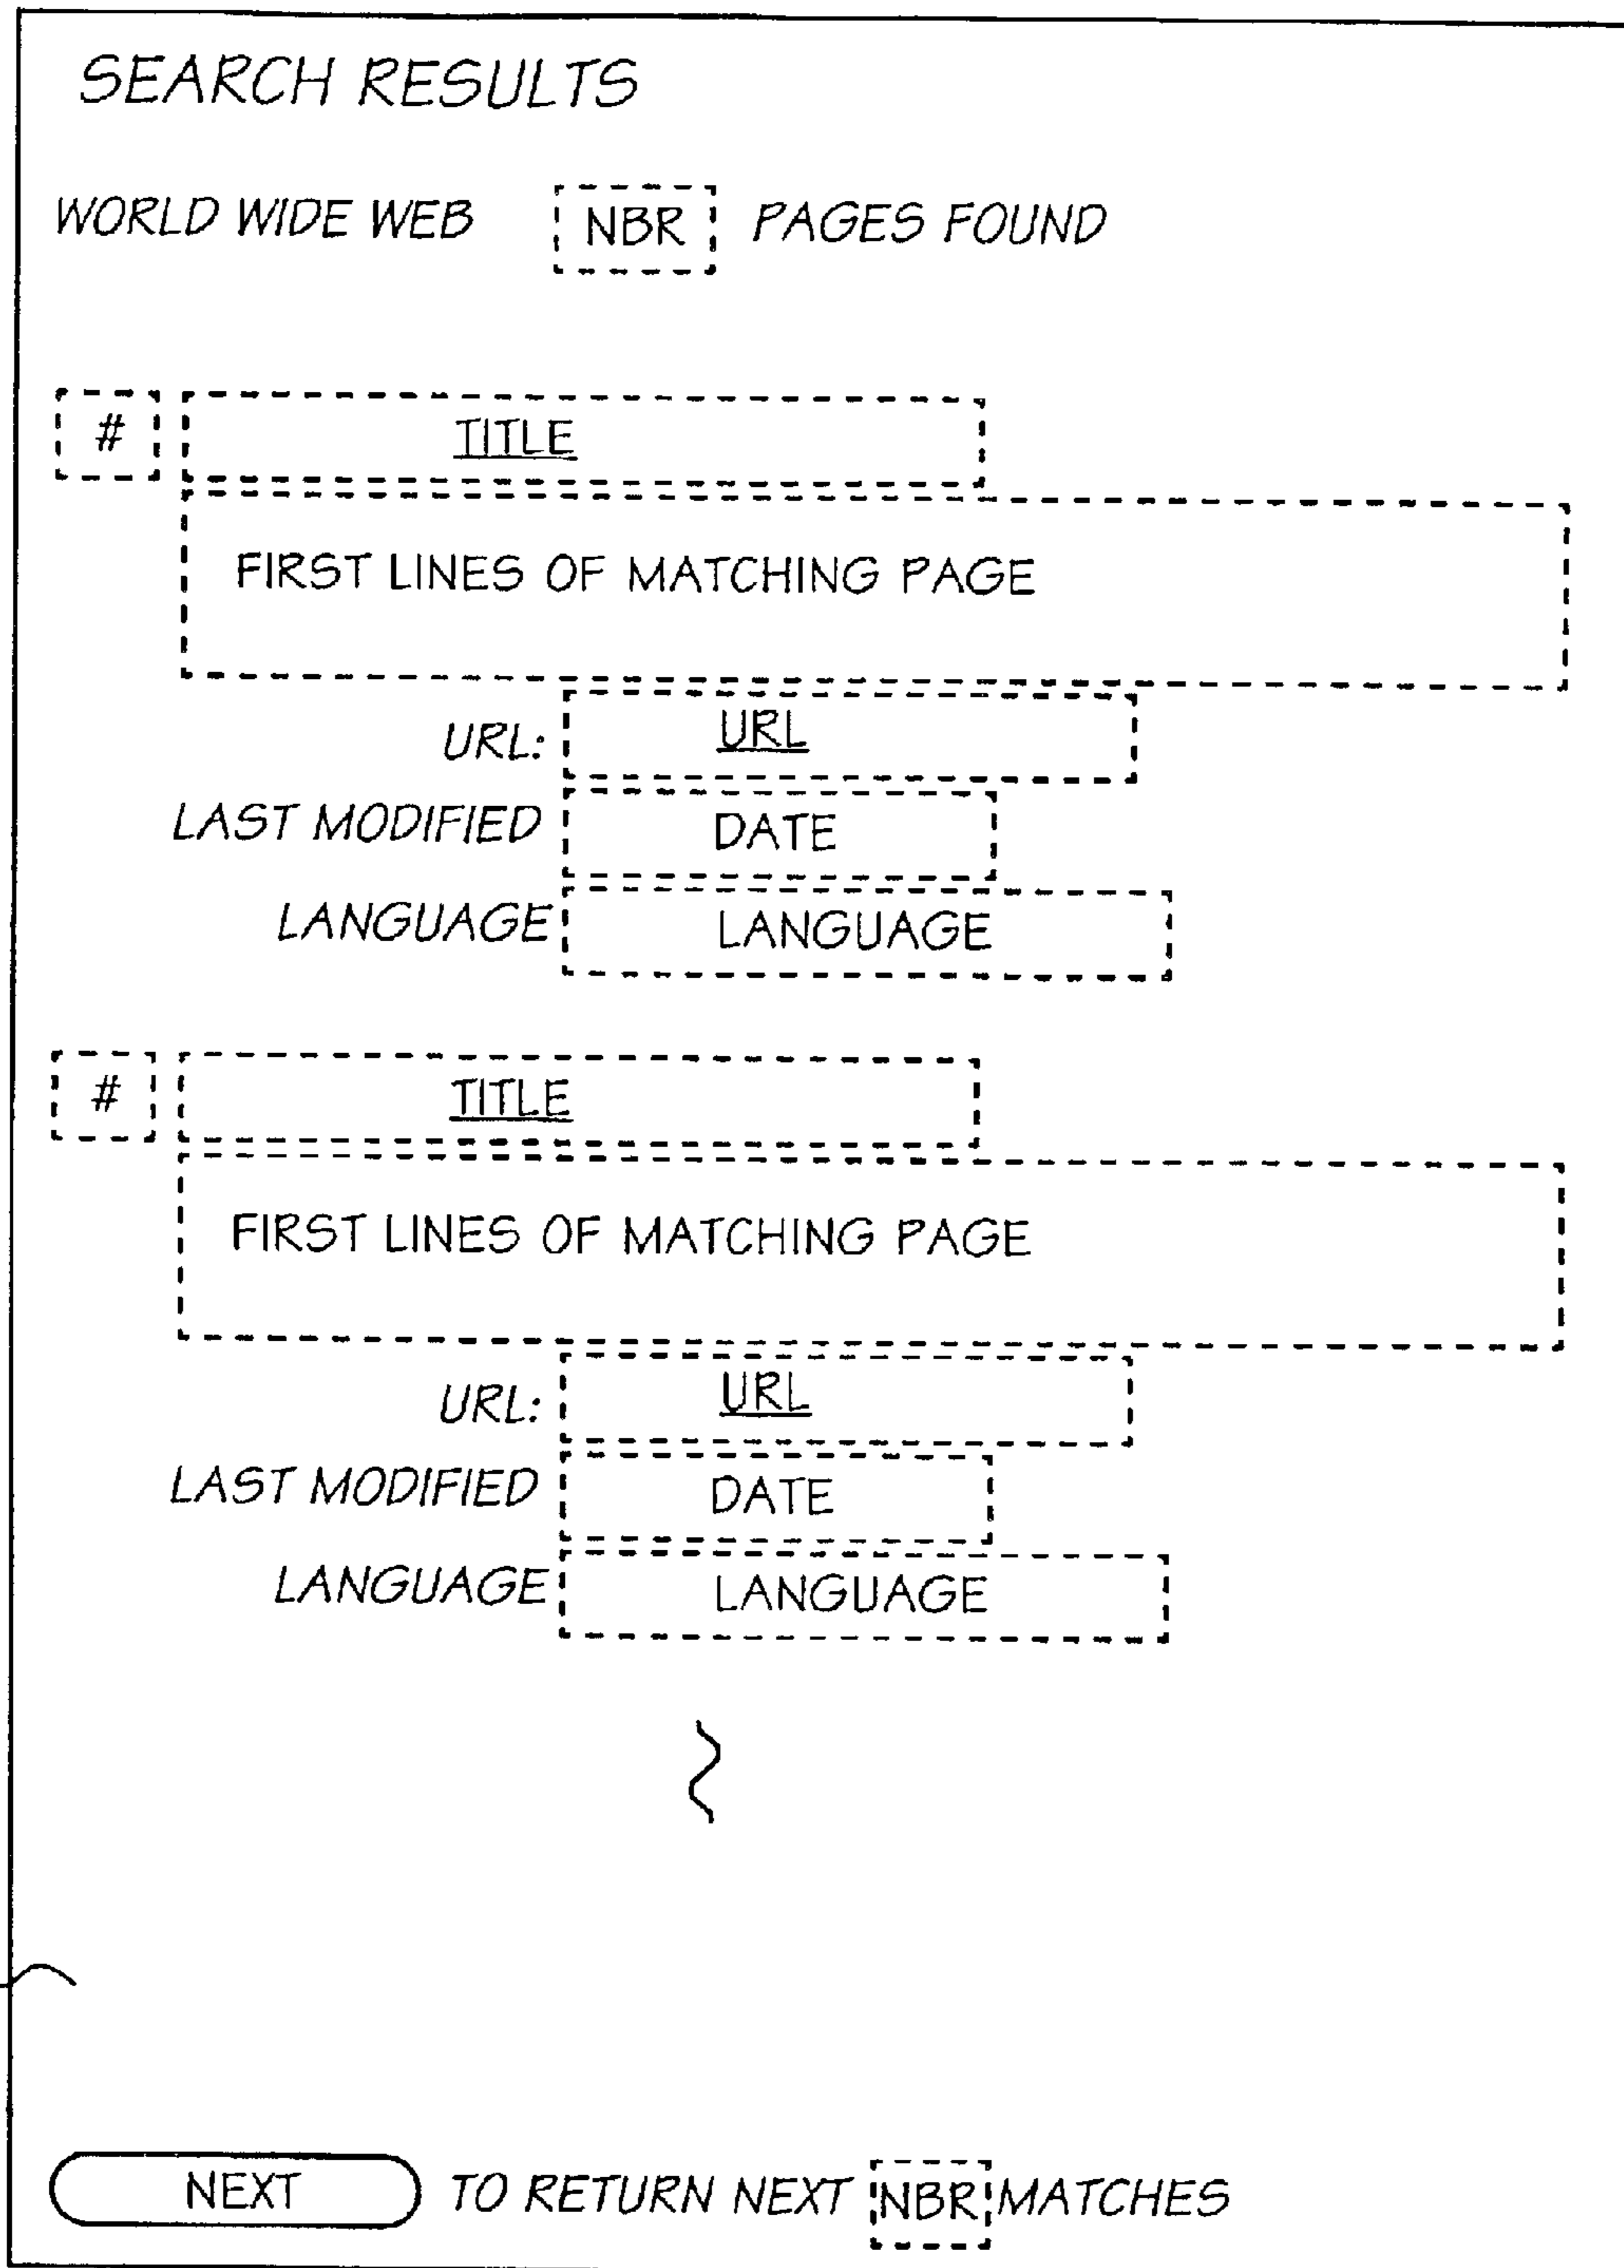 SEARCH RESULTS
WORLD WIDE WEB NBR PAGES FOUND
# TITLE
FIRST LINES OF MATCHING PAGE
URL: URL
LAST MODIFIED DATE
LANGUAGE LANGUAGE
# TITLE
FIRST LINES OF MATCHING PAGE
URL: URL
LAST MODIFIED DATE
LANGUAGE LANGUAGE
NEXT TO RETURN NEXT NBR MATCHES